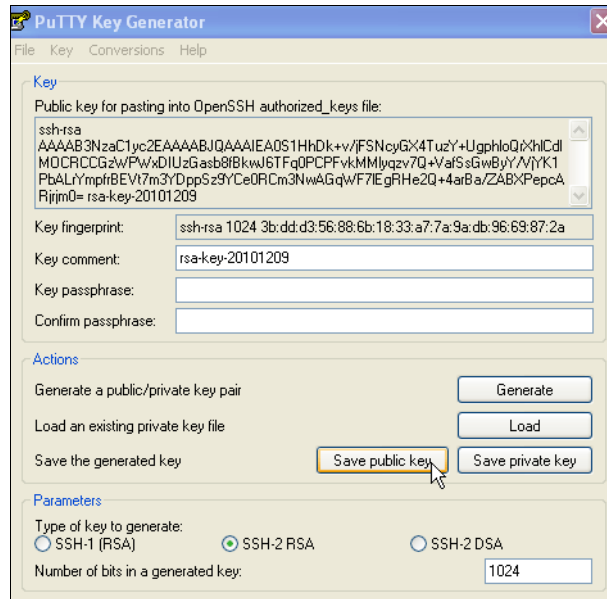 PuTTY Key Generator
File Key Conversions Help
Key
Public key for pasting into OpenSSH authorized_keys file:
ssh-rsa
AAAAB3NzaC1yc2EAAAABJQAAAIEA0S1HhDk+v/jFSNcyGX4TuzY+UgphloQrXhlCdl
MOCRCCGzWPWxDIUzGasb8fBkwJ6TFq0PCPFvkMMlyqzv7Q+VafSsGwByY/VjYK1
PbALrYmpfrBEVt7m3YDppSz9YCe0RCm3NwAGqWF7lEgRHe2Q+4arBa/ZABXPepcA
Rjrjm0= rsa-key-20101209
Key fingerprint: ssh-rsa 1024 3b:dd:d3:56:88:6b:18:33:a7:7a:9a:db:96:69:87:2a
Key comment: rsa-key-20101209
Key passphrase:
Confirm passphrase:
Actions
Generate a public/private key pair Generate
Load an existing private key file Load
Save the generated key Save public key Save private key
Parameters
Type of key to generate:
SSH-1 (RSA) SSH-2 RSA SSH-2 DSA
Number of bits in a generated key: 1024